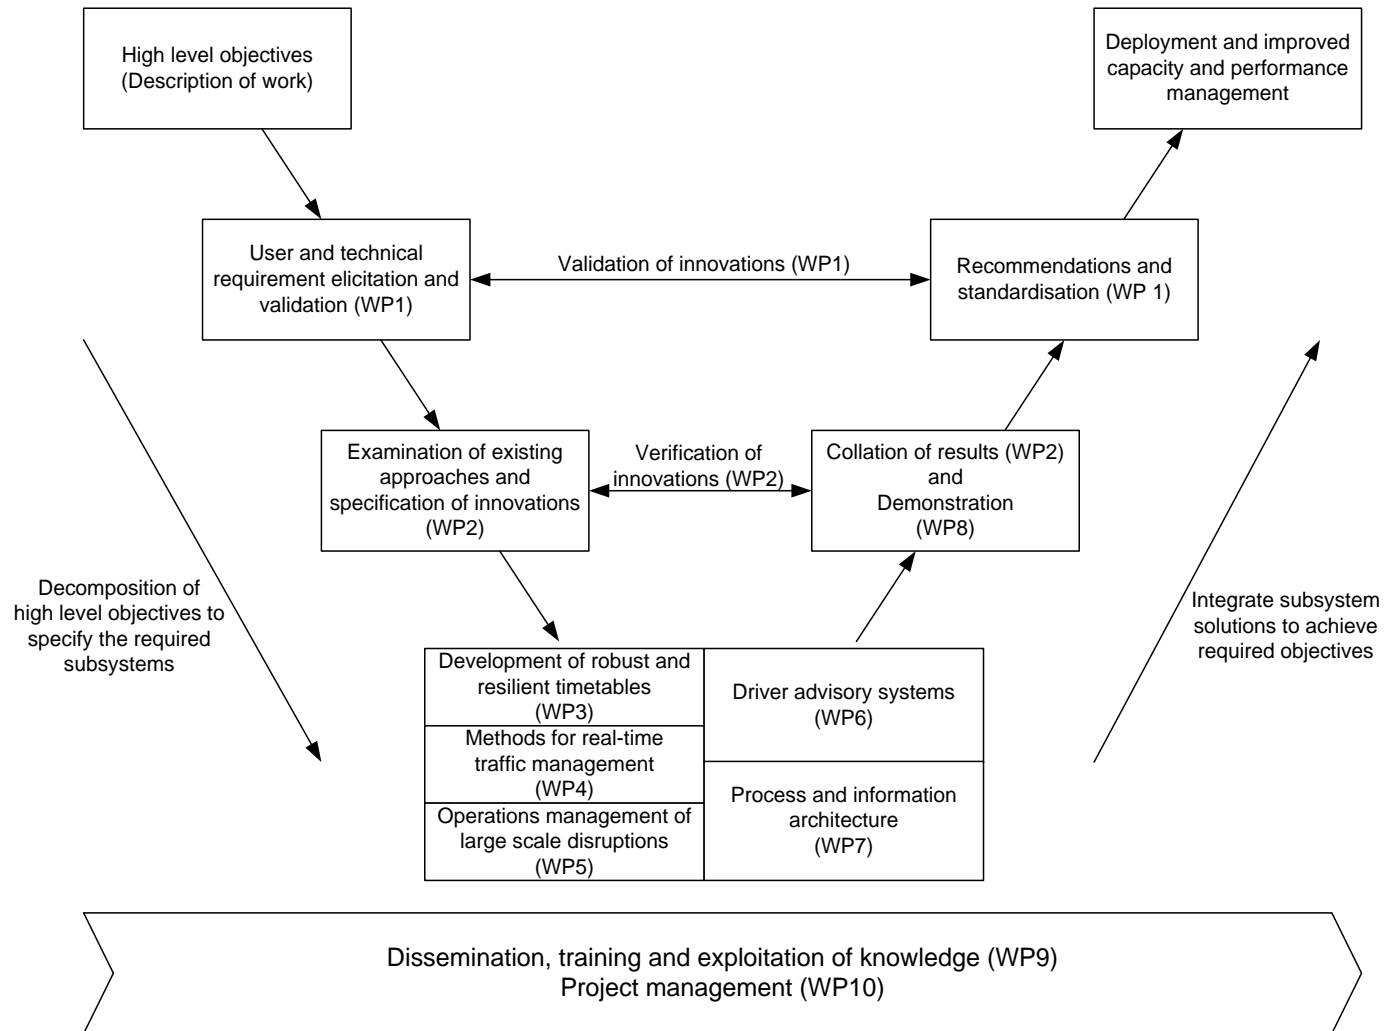 High level objectives
(Description of work)
Deployment and improved
capacity and performance
management
User and technical
requirement elicitation and
validation (WP1)
Validation of innovations (WP1)
Recommendations and
standardisation (WP 1)
Examination of existing
approaches and
specification of innovations
(WP2)
Verification of
innovations (WP2)
Collation of results (WP2)
and
Demonstration
(WP8)
Decomposition of
high level objectives to
specify the required
subsystems
Integrate subsystem
solutions to achieve
required objectives
Development of robust and
resilient timetables
(WP3)
Methods for real-time
traffic management
(WP4)
Operations management of
large scale disruptions
(WP5)
Driver advisory systems
(WP6)
Process and information
architecture
(WP7)
Dissemination, training and exploitation of knowledge (WP9)
Project management (WP10)